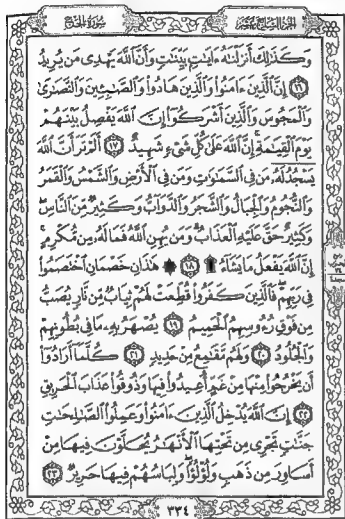 الجزء السابع عشر
سورة الحج
وَكَذَٰلِكَ أَنزَلْنَٰهُ ءَايَٰتٍۭ بَيِّنَٰتٍ وَأَنَّ ٱللَّهَ يَهْدِى مَن يُرِيدُ
١٦ إِنَّ ٱلَّذِينَ ءَامَنُوا۟ وَٱلَّذِينَ هَادُوا۟ وَٱلصَّٰبِـِٔينَ وَٱلنَّصَٰرَىٰ
وَٱلْمَجُوسَ وَٱلَّذِينَ أَشْرَكُوٓا۟ إِنَّ ٱللَّهَ يَفْصِلُ بَيْنَهُمْ
يَوْمَ ٱلْقِيَٰمَةِ ۚ إِنَّ ٱللَّهَ عَلَىٰ كُلِّ شَىْءٍ شَهِيدٌ ١٧ أَلَمْ تَرَ أَنَّ ٱللَّهَ
يَسْجُدُ لَهُۥ مَن فِى ٱلسَّمَٰوَٰتِ وَمَن فِى ٱلْأَرْضِ وَٱلشَّمْسُ وَٱلْقَمَرُ
وَٱلنُّجُومُ وَٱلْجِبَالُ وَٱلشَّجَرُ وَٱلدَّوَآبُّ وَكَثِيرٌ مِّنَ ٱلنَّاسِ ۖ
وَكَثِيرٌ حَقَّ عَلَيْهِ ٱلْعَذَابُ ۗ وَمَن يُهِنِ ٱللَّهُ فَمَا لَهُۥ مِن مُّكْرِمٍ ۚ
إِنَّ ٱللَّهَ يَفْعَلُ مَا يَشَآءُ ۩ ١٨ ۞ هَٰذَانِ خَصْمَانِ ٱخْتَصَمُوا۟
فِى رَبِّهِمْ ۖ فَٱلَّذِينَ كَفَرُوا۟ قُطِّعَتْ لَهُمْ ثِيَابٌ مِّن نَّارٍ يُصَبُّ
مِن فَوْقِ رُءُوسِهِمُ ٱلْحَمِيمُ ١٩ يُصْهَرُ بِهِۦ مَا فِى بُطُونِهِمْ
وَٱلْجُلُودُ ٢٠ وَلَهُم مَّقَٰمِعُ مِنْ حَدِيدٍ ٢١ كُلَّمَآ أَرَادُوٓا۟
أَن يَخْرُجُوا۟ مِنْهَا مِنْ غَمٍّ أُعِيدُوا۟ فِيهَا وَذُوقُوا۟ عَذَابَ ٱلْحَرِيقِ
٢٢ إِنَّ ٱللَّهَ يُدْخِلُ ٱلَّذِينَ ءَامَنُوا۟ وَعَمِلُوا۟ ٱلصَّٰلِحَٰتِ
جَنَّٰتٍ تَجْرِى مِن تَحْتِهَا ٱلْأَنْهَٰرُ يُحَلَّوْنَ فِيهَا مِنْ
أَسَاوِرَ مِن ذَهَبٍ وَلُؤْلُؤًا ۖ وَلِبَاسُهُمْ فِيهَا حَرِيرٌ ٢٣
٣٣٤